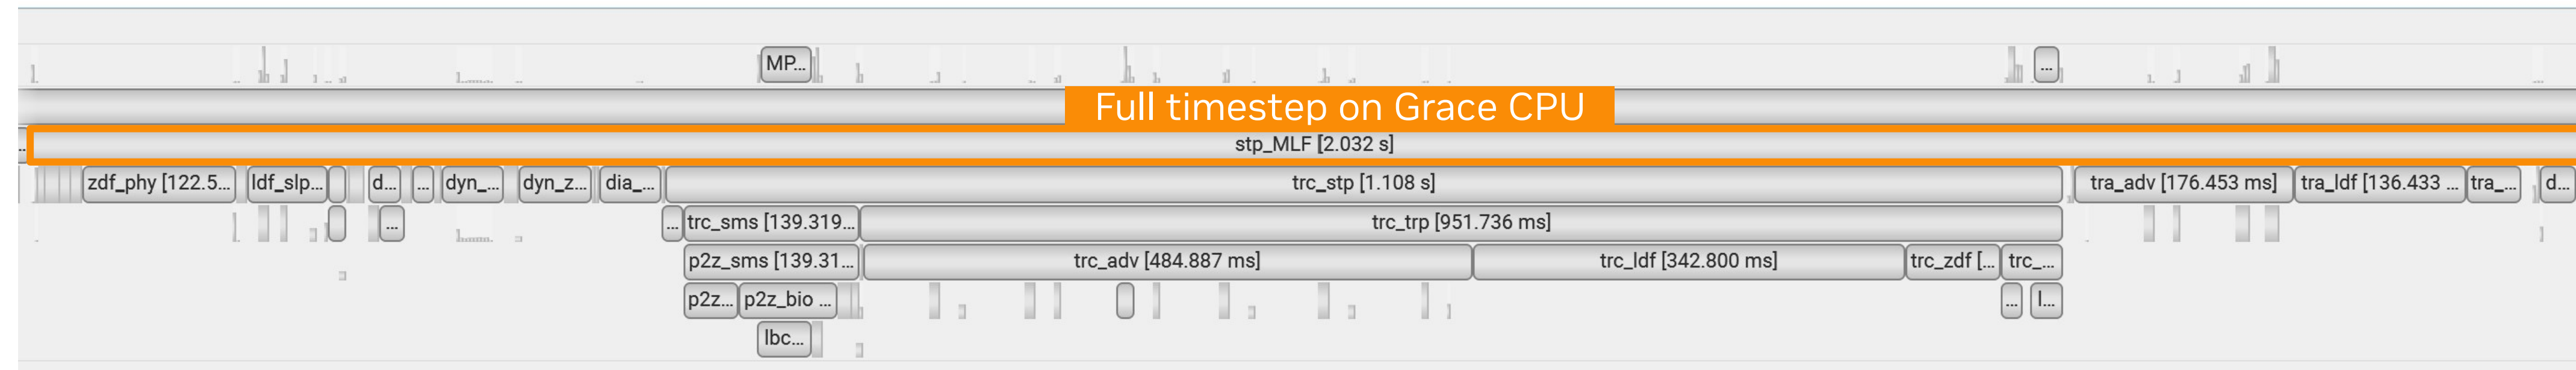 MP...
Full timestep on Grace CPU
.. stp_MLF [2.032 s]
zdf_phy [122.5... ldf_slp... d... ... dyn_... dyn_z... dia_... trc_stp [1.108 s] tra_adv [176.453 ms] tra_ldf [136.433 ... tra_... d...
... ... trc_sms [139.319... trc_trp [951.736 ms]
p2z_sms [139.31... trc_adv [484.887 ms] trc_ldf [342.800 ms] trc_zdf [... trc_...
p2z... p2z_bio ... ... l...
lbc...